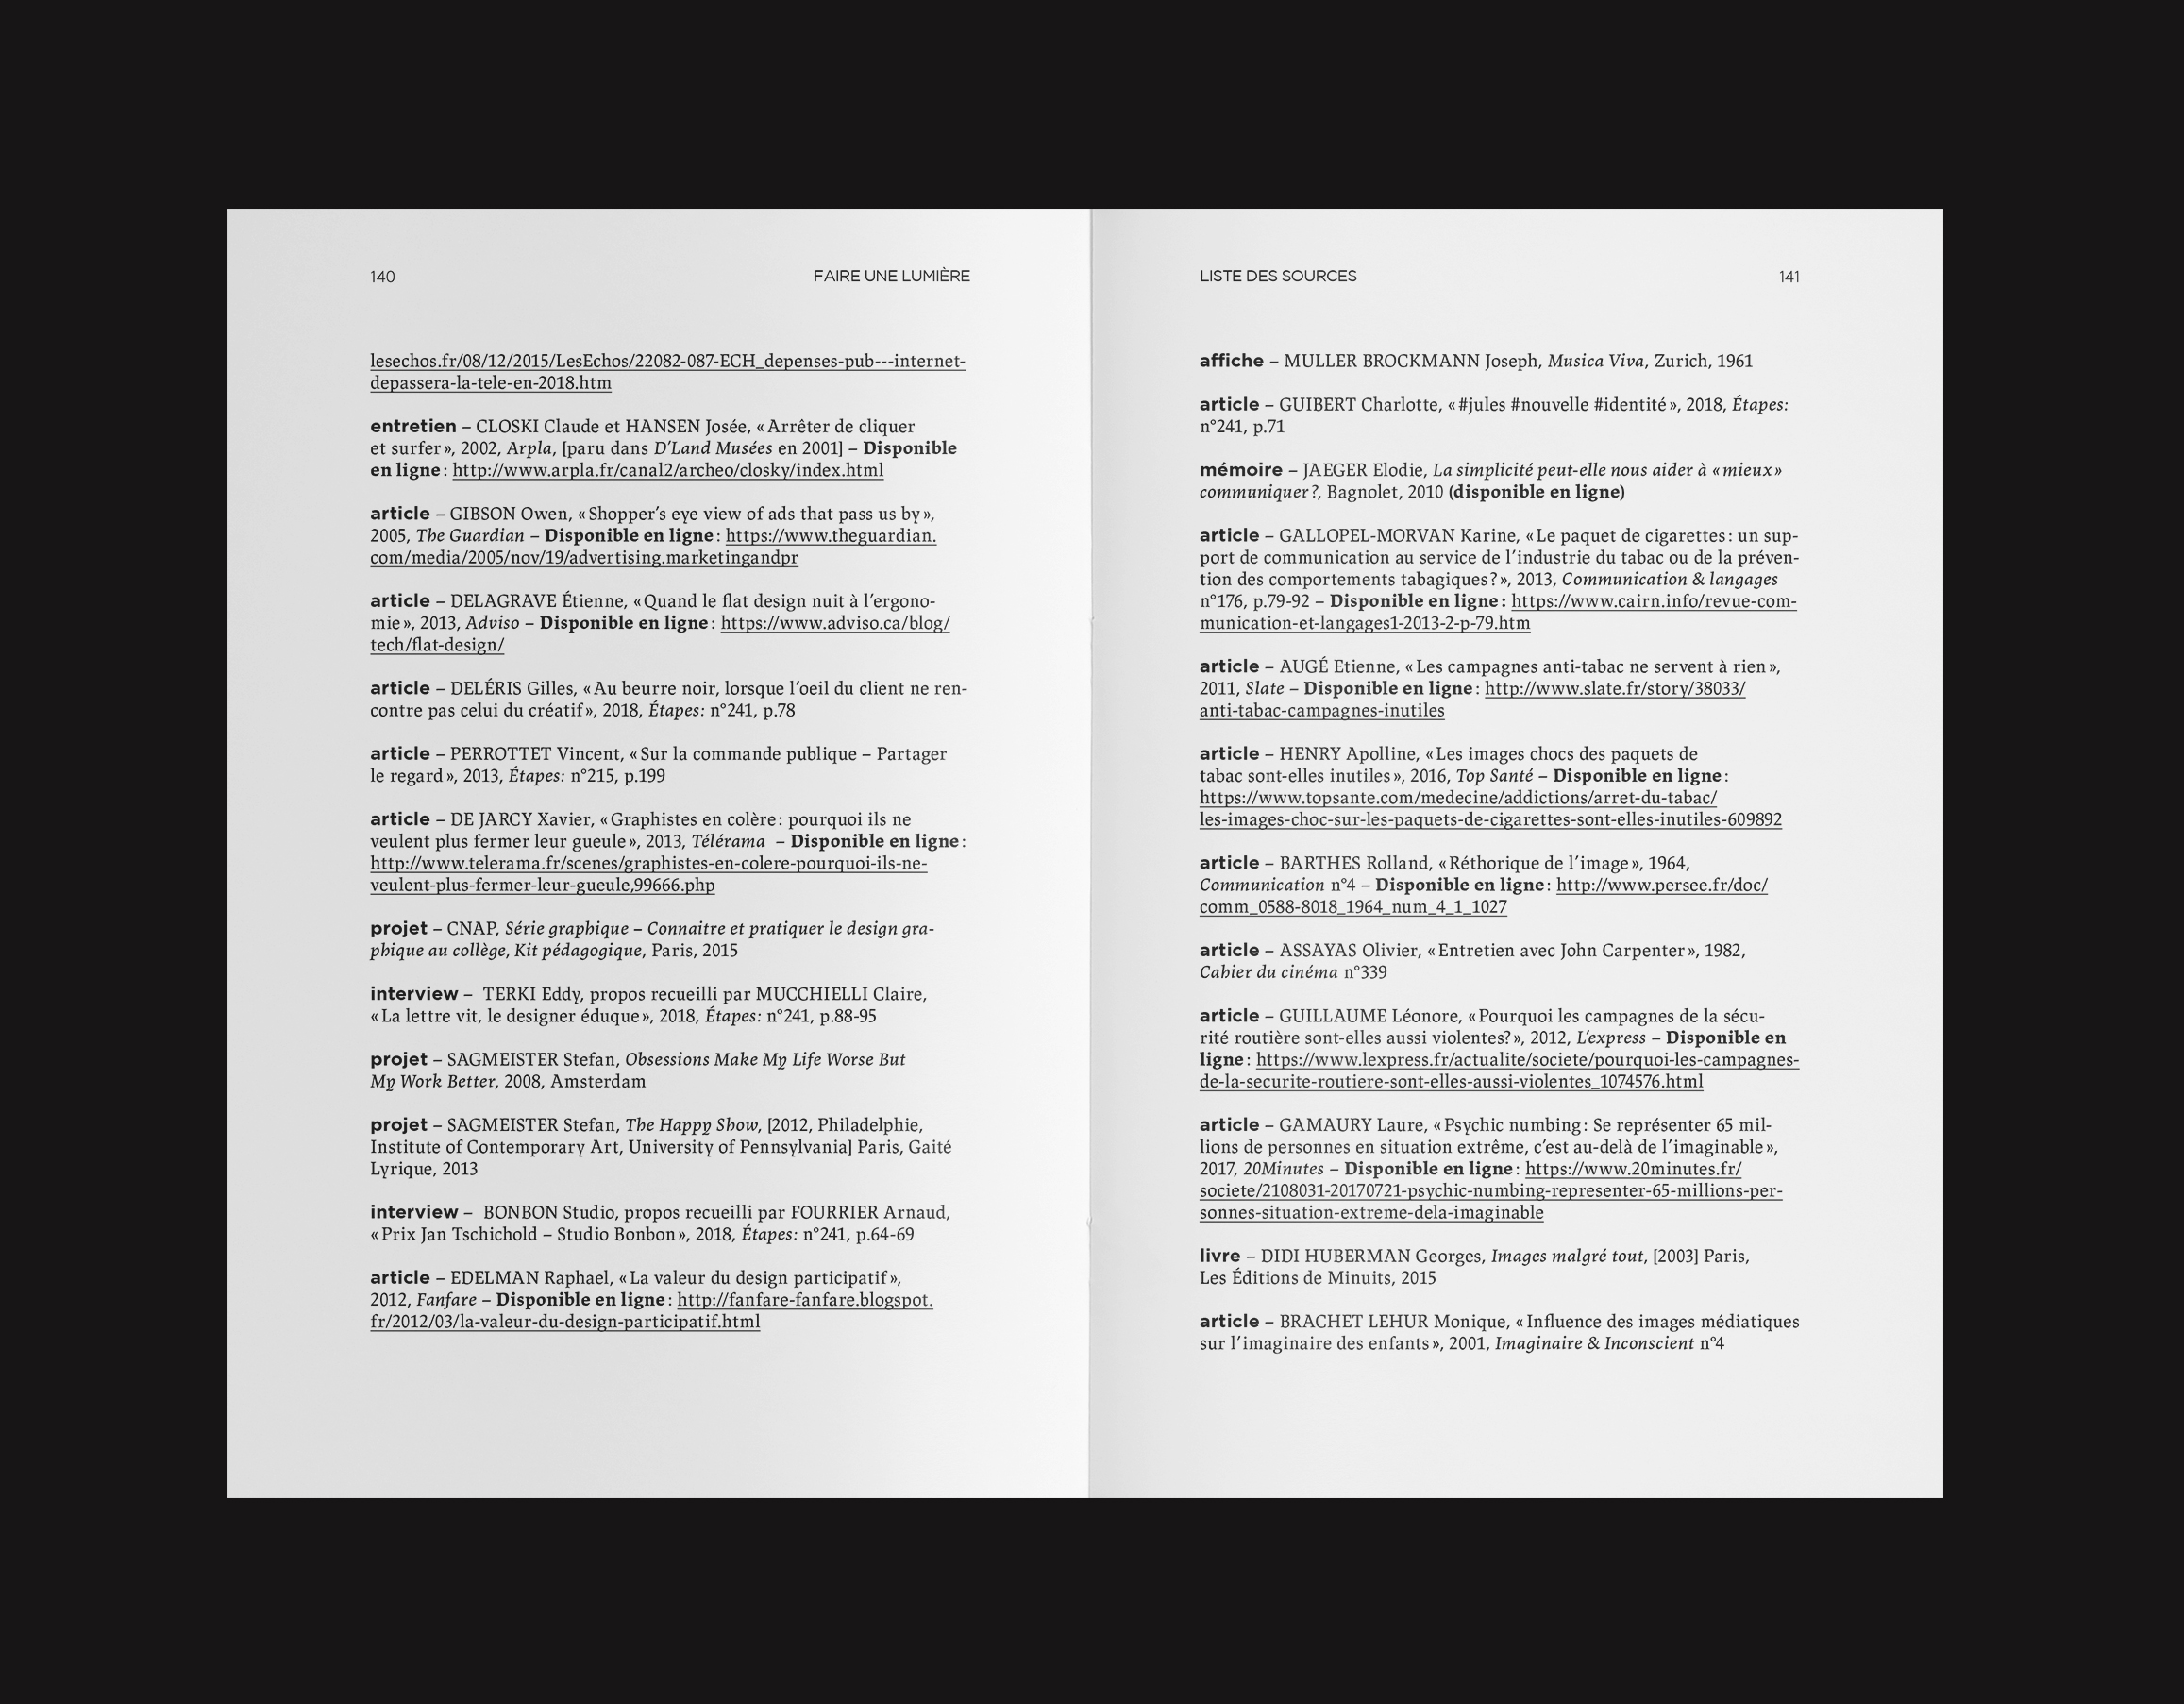 140
FAIRE UNE LUMIÈRE
lesechos.fr/08/12/2015/LesEchos/22082-087-ECH_depenses-pub---internet-
depassera-la-tele-en-2018.htm
entretien – CLOSKI Claude et HANSEN Josée, « Arrêter de cliquer
et surfer », 2002, Arpla, [paru dans D’Land Musées en 2001] – Disponible
en ligne : http://www.arpla.fr/canal2/archeo/closky/index.html
article – GIBSON Owen, « Shopper’s eye view of ads that pass us by »,
2005, The Guardian – Disponible en ligne : https://www.theguardian.
com/media/2005/nov/19/advertising.marketingandpr
article – DELAGRAVE Étienne, « Quand le flat design nuit à l’ergono-
mie », 2013, Adviso – Disponible en ligne : https://www.adviso.ca/blog/
tech/flat-design/
article – DELÉRIS Gilles, « Au beurre noir, lorsque l’oeil du client ne ren-
contre pas celui du créatif », 2018, Étapes: n°241, p.78
article – PERROTTET Vincent, « Sur la commande publique – Partager
le regard », 2013, Étapes: n°215, p.199
article – DE JARCY Xavier, « Graphistes en colère : pourquoi ils ne
veulent plus fermer leur gueule », 2013, Télérama – Disponible en ligne :
http://www.telerama.fr/scenes/graphistes-en-colere-pourquoi-ils-ne-
veulent-plus-fermer-leur-gueule,99666.php
projet – CNAP, Série graphique – Connaitre et pratiquer le design gra-
phique au collège, Kit pédagogique, Paris, 2015
interview – TERKI Eddy, propos recueilli par MUCCHIELLI Claire,
« La lettre vit, le designer éduque », 2018, Étapes: n°241, p.88-95
projet – SAGMEISTER Stefan, Obsessions Make My Life Worse But
My Work Better, 2008, Amsterdam
projet – SAGMEISTER Stefan, The Happy Show, [2012, Philadelphie,
Institute of Contemporary Art, University of Pennsylvania] Paris, Gaité
Lyrique, 2013
interview – BONBON Studio, propos recueilli par FOURRIER Arnaud,
« Prix Jan Tschichold – Studio Bonbon », 2018, Étapes: n°241, p.64-69
article – EDELMAN Raphael, « La valeur du design participatif »,
2012, Fanfare – Disponible en ligne : http://fanfare-fanfare.blogspot.
fr/2012/03/la-valeur-du-design-participatif.html
LISTE DES SOURCES
141
affiche – MULLER BROCKMANN Joseph, Musica Viva, Zurich, 1961
article – GUIBERT Charlotte, « #jules #nouvelle #identité », 2018, Étapes:
n°241, p.71
mémoire – JAEGER Elodie, La simplicité peut-elle nous aider à « mieux »
communiquer ?, Bagnolet, 2010 (disponible en ligne)
article – GALLOPEL-MORVAN Karine, « Le paquet de cigarettes : un sup-
port de communication au service de l’industrie du tabac ou de la préven-
tion des comportements tabagiques ? », 2013, Communication & langages
n°176, p.79-92 – Disponible en ligne : https://www.cairn.info/revue-com-
munication-et-langages1-2013-2-p-79.htm
article – AUGÉ Etienne, « Les campagnes anti-tabac ne servent à rien »,
2011, Slate – Disponible en ligne : http://www.slate.fr/story/38033/
anti-tabac-campagnes-inutiles
article – HENRY Apolline, « Les images chocs des paquets de
tabac sont-elles inutiles », 2016, Top Santé – Disponible en ligne :
https://www.topsante.com/medecine/addictions/arret-du-tabac/
les-images-choc-sur-les-paquets-de-cigarettes-sont-elles-inutiles-609892
article – BARTHES Rolland, « Réthorique de l’image », 1964,
Communication n°4 – Disponible en ligne : http://www.persee.fr/doc/
comm_0588-8018_1964_num_4_1_1027
article – ASSAYAS Olivier, « Entretien avec John Carpenter », 1982,
Cahier du cinéma n°339
article – GUILLAUME Léonore, « Pourquoi les campagnes de la sécu-
rité routière sont-elles aussi violentes? », 2012, L’express – Disponible en
ligne : https://www.lexpress.fr/actualite/societe/pourquoi-les-campagnes-
de-la-securite-routiere-sont-elles-aussi-violentes_1074576.html
article – GAMAURY Laure, « Psychic numbing : Se représenter 65 mil-
lions de personnes en situation extrême, c’est au-delà de l’imaginable »,
2017, 20Minutes – Disponible en ligne : https://www.20minutes.fr/
societe/2108031-20170721-psychic-numbing-representer-65-millions-per-
sonnes-situation-extreme-dela-imaginable
livre – DIDI HUBERMAN Georges, Images malgré tout, [2003] Paris,
Les Éditions de Minuits, 2015
article – BRACHET LEHUR Monique, « Influence des images médiatiques
sur l’imaginaire des enfants », 2001, Imaginaire & Inconscient n°4